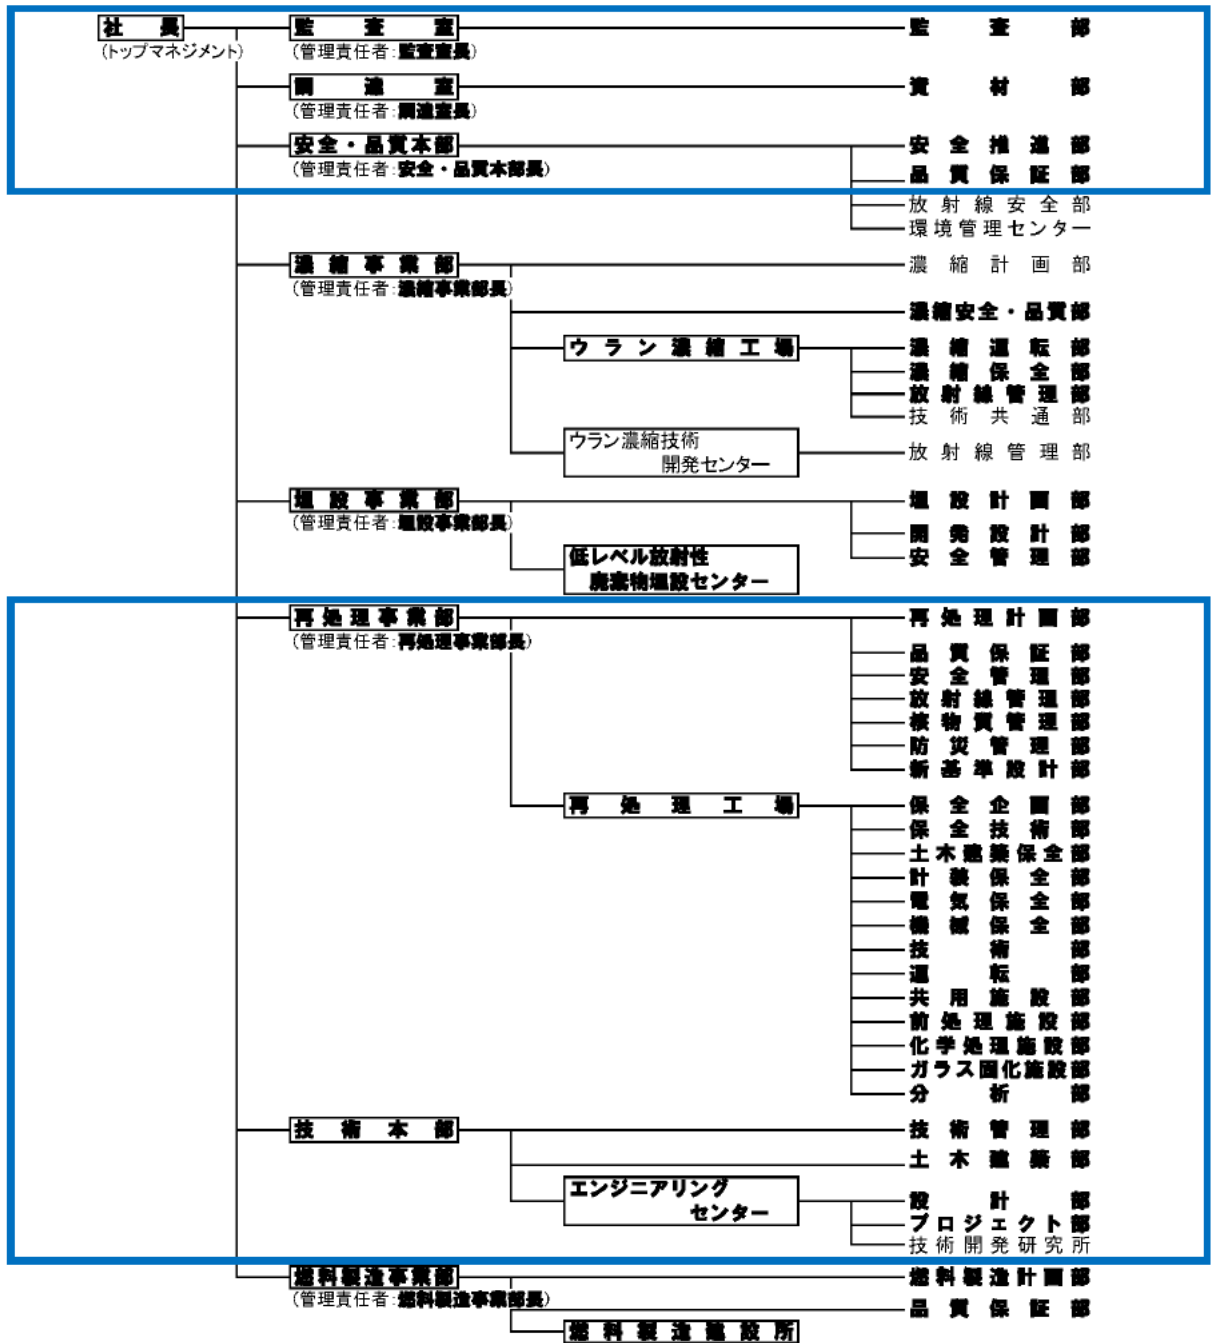 社長 監査室 監査部
(トップマネジメント) (管理責任者:監査室長)
調達室 資材部
(管理責任者:調達室長)
安全・品質本部 安全推進部
(管理責任者:安全・品質本部長) 品質保証部
放射線安全部
環境管理センター
濃縮事業部 濃縮計画部
(管理責任者:濃縮事業部長)
濃縮安全・品質部
ウラン濃縮工場 濃縮運転部
濃縮保全部
放射線管理部
技術共通部
ウラン濃縮技術
開発センター 放射線管理部
埋設事業部 埋設計画部
(管理責任者:埋設事業部長)
開発設計部
低レベル放射性 安全管理部
廃棄物埋設センター
再処理事業部 再処理計画部
(管理責任者:再処理事業部長)
品質保証部
安全管理部
放射線管理部
核物質管理部
防災管理部
新基準設計部
再処理工場 保全企画部
保全技術部
土木建築保全部
計装保全部
電気保全部
機械保全部
技術部
運転部
共用施設部
前処理施設部
化学処理施設部
ガラス固化施設部
分析部
技術本部 技術管理部
土木建築部
エンジニアリング
センター 設計部
プロジェクト部
技術開発研究所
燃料製造事業部 燃料製造計画部
(管理責任者:燃料製造事業部長)
品質保証部
燃料製造建設所